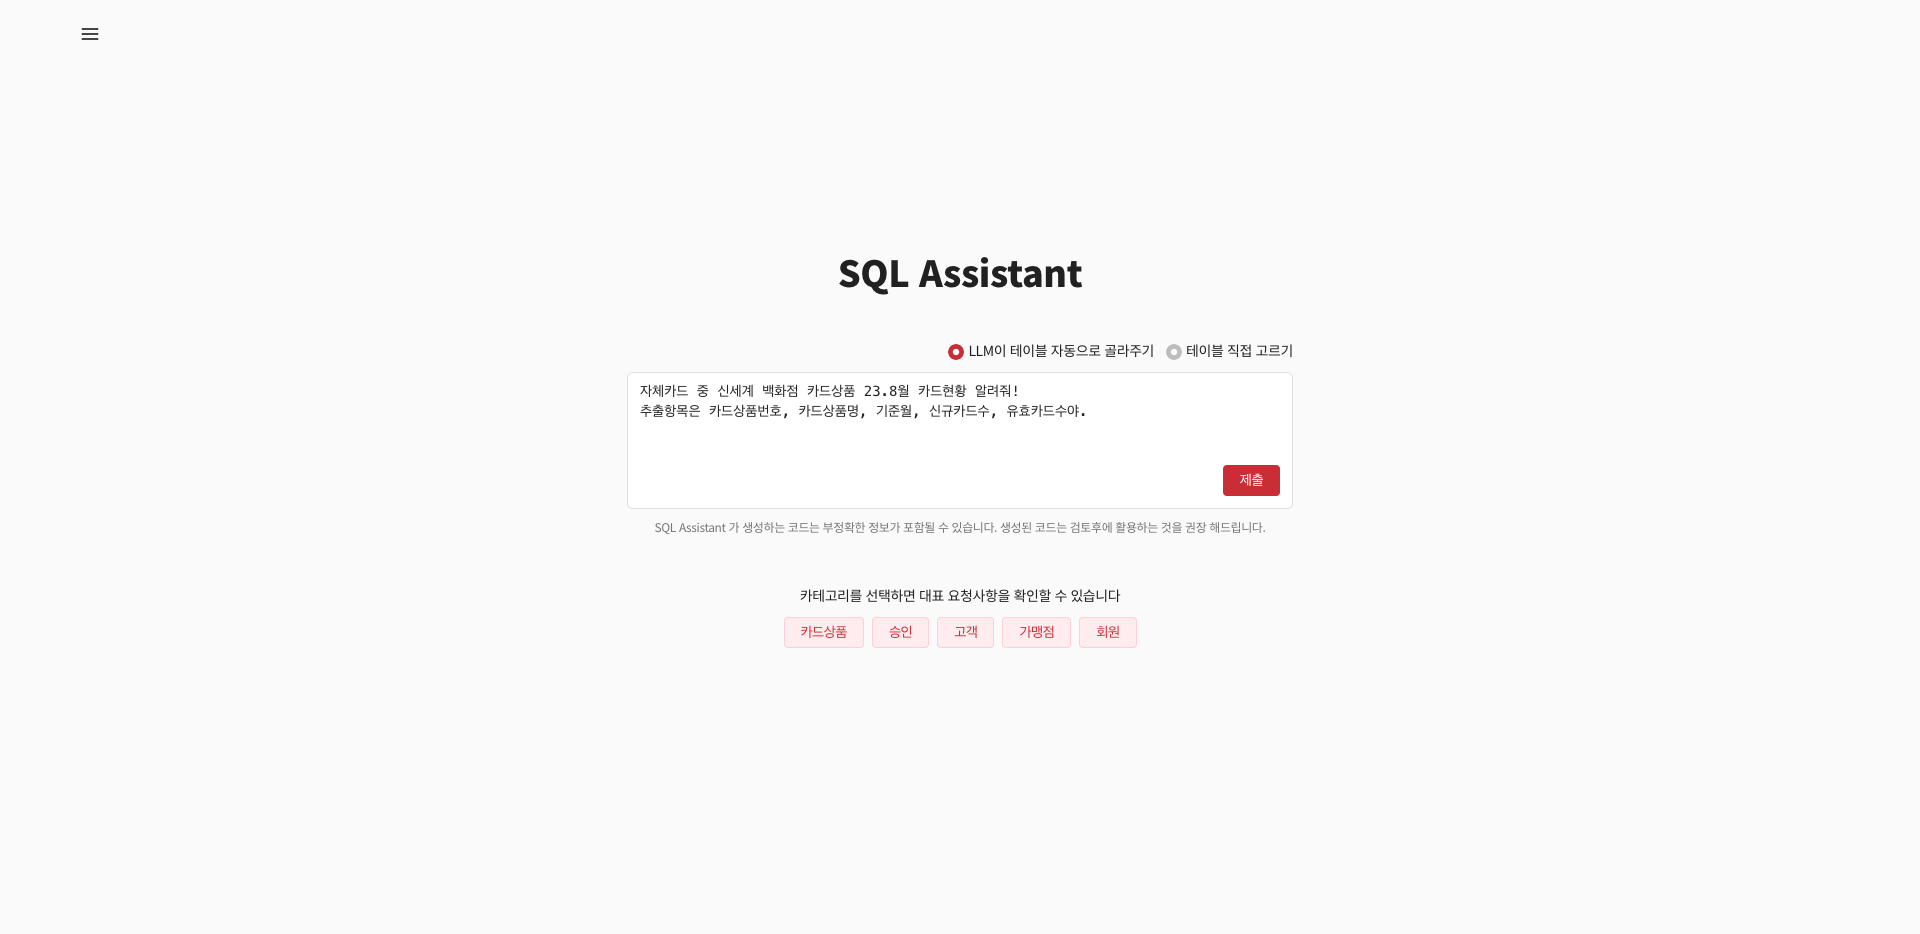 SQL Assistant
LLM이 테이블 자동으로 골라주기 테이블 직접 고르기
자체카드 중 신세계 백화점 카드상품 23.8월 카드현황 알려줘!
추출항목은 카드상품번호, 카드상품명, 기준월, 신규카드수, 유효카드수야.
제출
SQL Assistant 가 생성하는 코드는 부정확한 정보가 포함될 수 있습니다. 생성된 코드는 검토후에 활용하는 것을 권장 해드립니다.
카테고리를 선택하면 대표 요청사항을 확인할 수 있습니다
카드상품 승인 고객 가맹점 회원